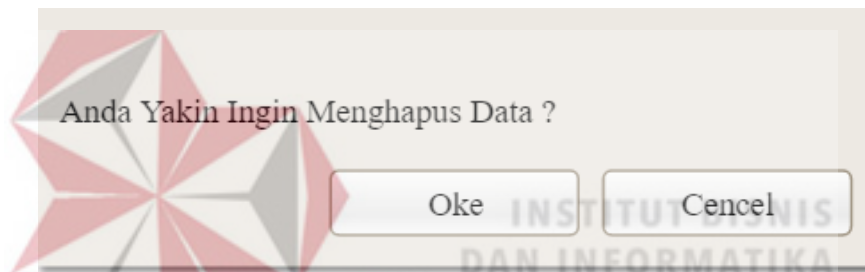 Anda Yakin Ingin Menghapus Data ?
Oke
Cencel
INSTITUT BISNIS
DAN INFORMATIKA